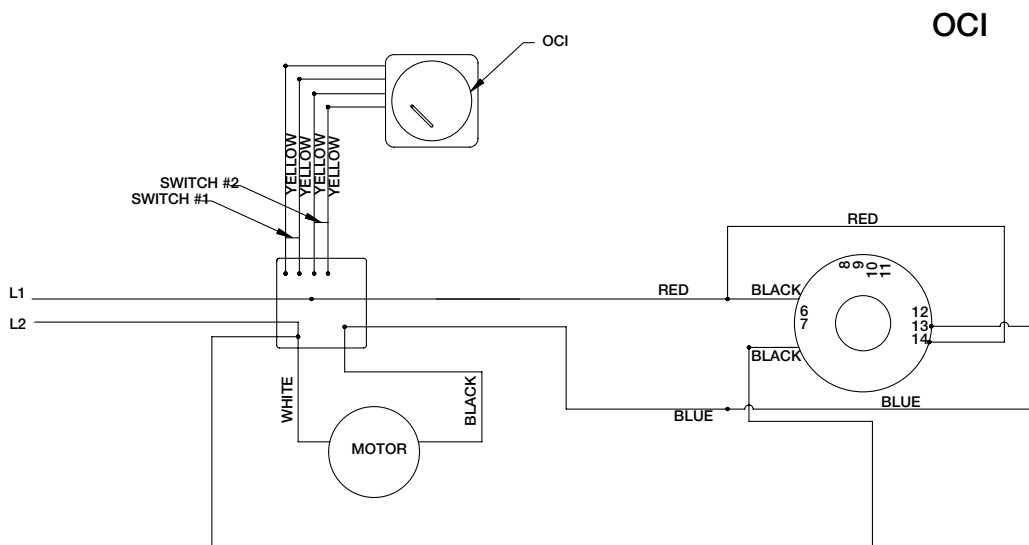 OCI
OCI
YELLOW
YELLOW
YELLOW
YELLOW
SWITCH #2
SWITCH #1
RED
L1
RED
BLACK
L2
8
9
10
11
6
7
12
13
14
BLACK
WHITE
BLACK
BLUE
BLUE
MOTOR